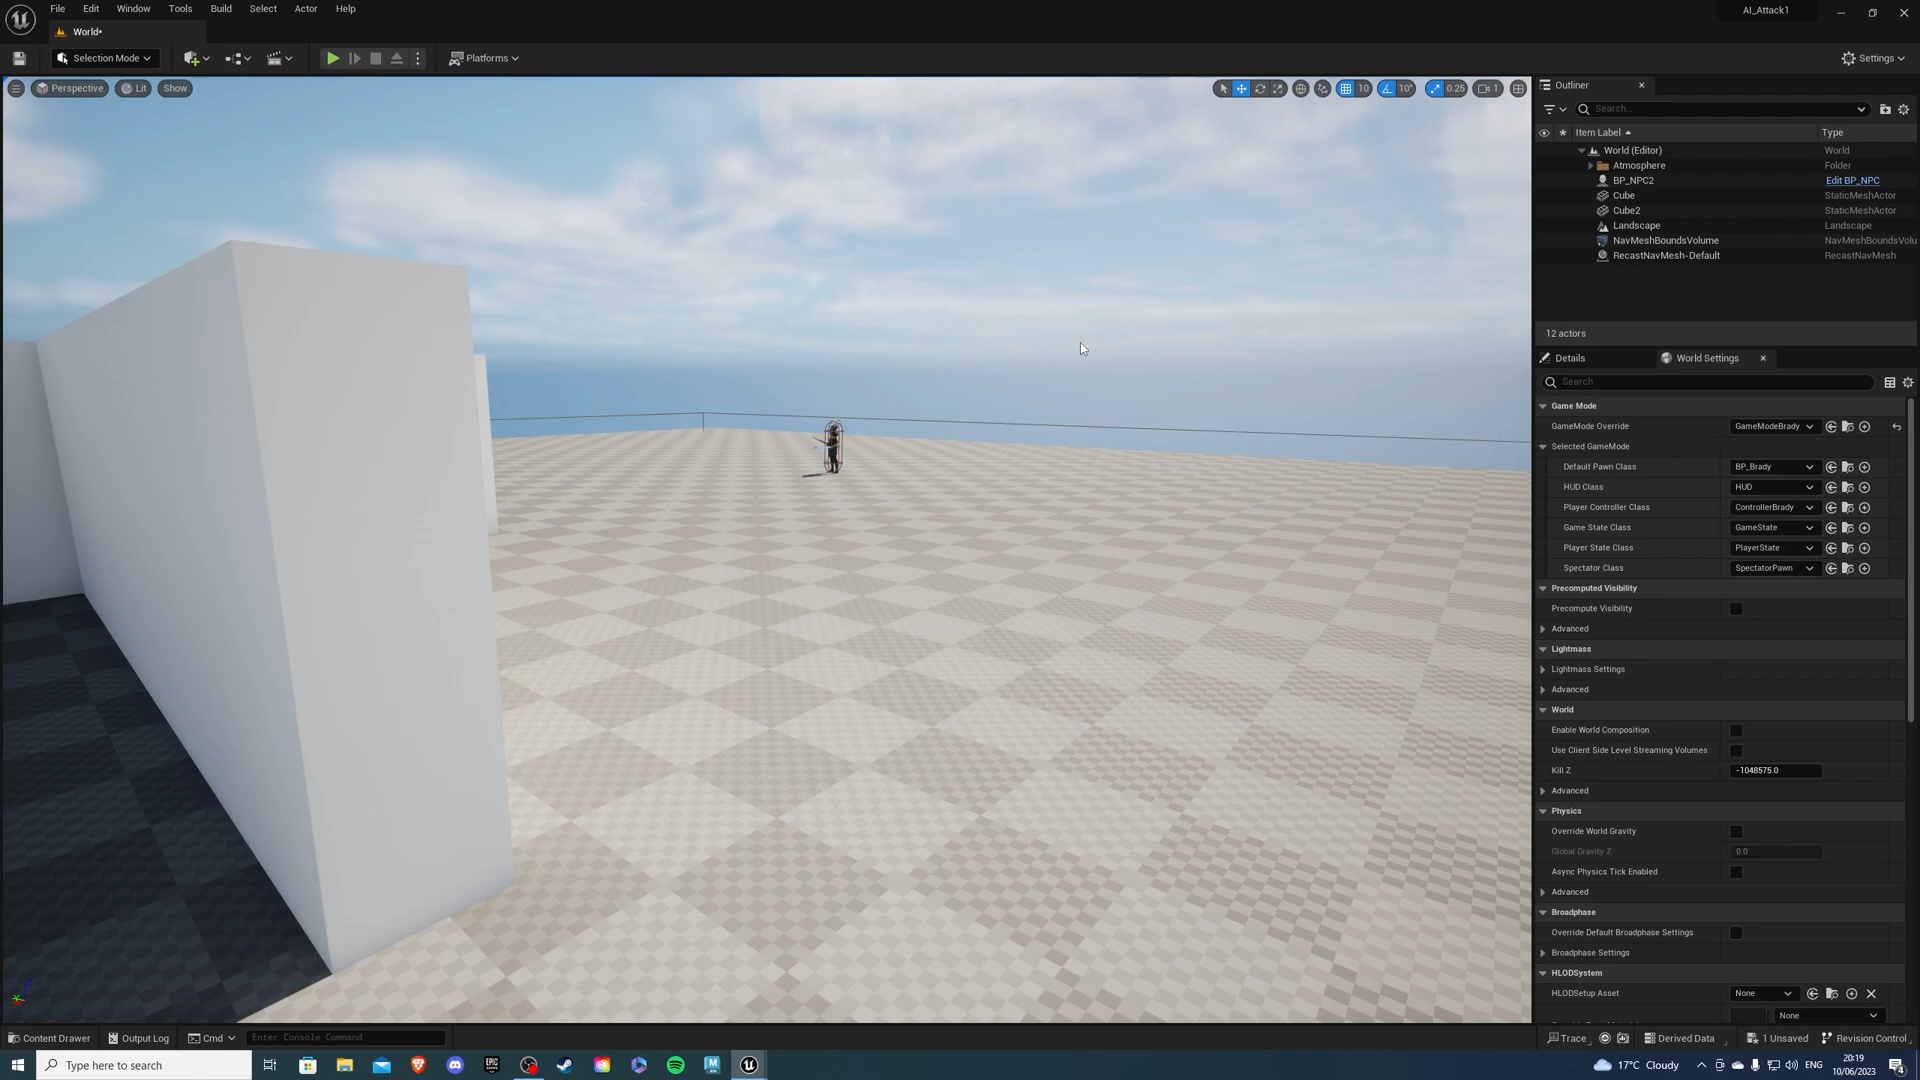 File Edit Window Tools Build Select Actor Help
AI_Attack1
World•
Selection Mode
Platforms
Settings
Perspective
Lit
Show
10
10°
0.25
1
Outliner
Search...
Item Label
Type
World (Editor)
World
Atmosphere
Folder
BP_NPC2
Edit BP_NPC
Cube
StaticMeshActor
Cube2
StaticMeshActor
Landscape
Landscape
NavMeshBoundsVolume
NavMeshBoundsVolu
RecastNavMesh-Default
RecastNavMesh
12 actors
Details
World Settings
Search
Game Mode
GameMode Override
GameModeBrady
Selected GameMode
Default Pawn Class
BP_Brady
HUD Class
HUD
Player Controller Class
ControllerBrady
Game State Class
GameState
Player State Class
PlayerState
Spectator Class
SpectatorPawn
Precomputed Visibility
Precompute Visibility
Advanced
Lightmass
Lightmass Settings
Advanced
World
Enable World Composition
Use Client Side Level Streaming Volumes
Kill Z
-1048575.0
Advanced
Physics
Override World Gravity
Global Gravity Z
0.0
Async Physics Tick Enabled
Advanced
Broadphase
Override Default Broadphase Settings
Broadphase Settings
HLODSystem
HLODSetup Asset
None
None
Content Drawer
Output Log
Cmd
Enter Console Command
Trace
Derived Data
1 Unsaved
Revision Control
Type here to search
17°C Cloudy
ENG
20:19
10/06/2023
4